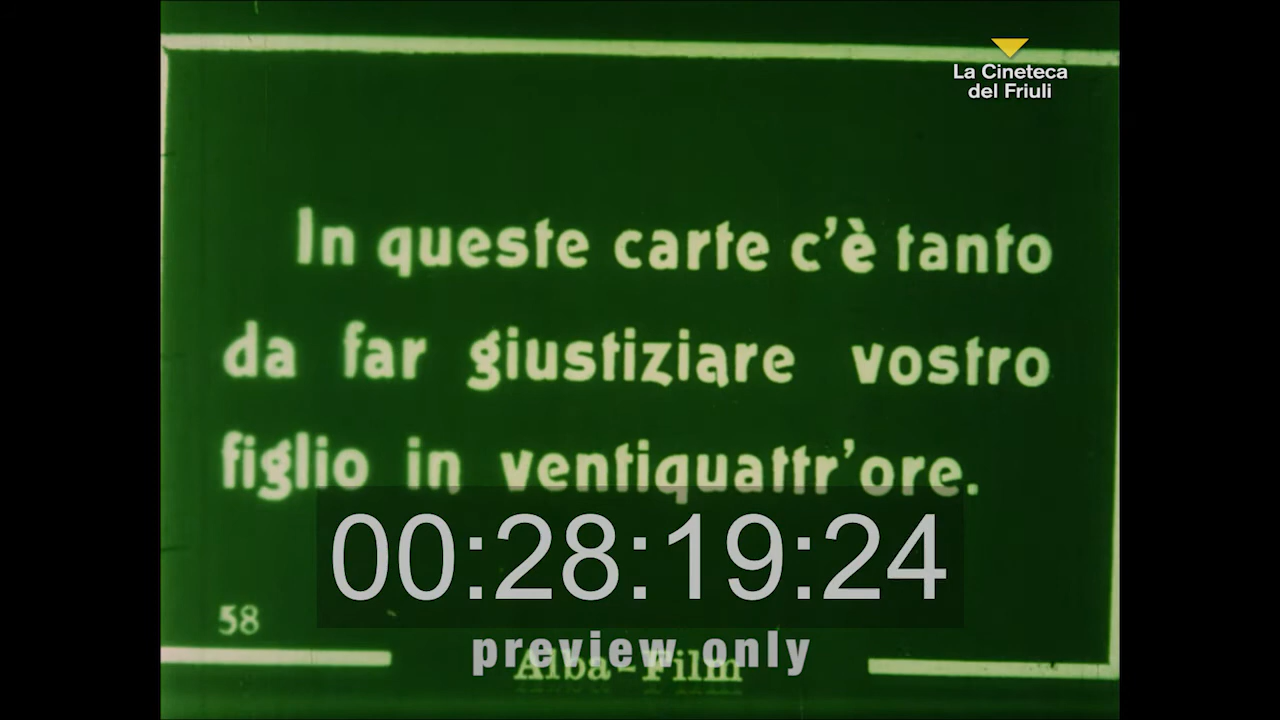 La Cineteca
del Friuli
In queste carte c'è tanto
da far giustiziare vostro
figlio in ventiquattr'ore.
00:28:19:24
58
preview only
Alba-Film